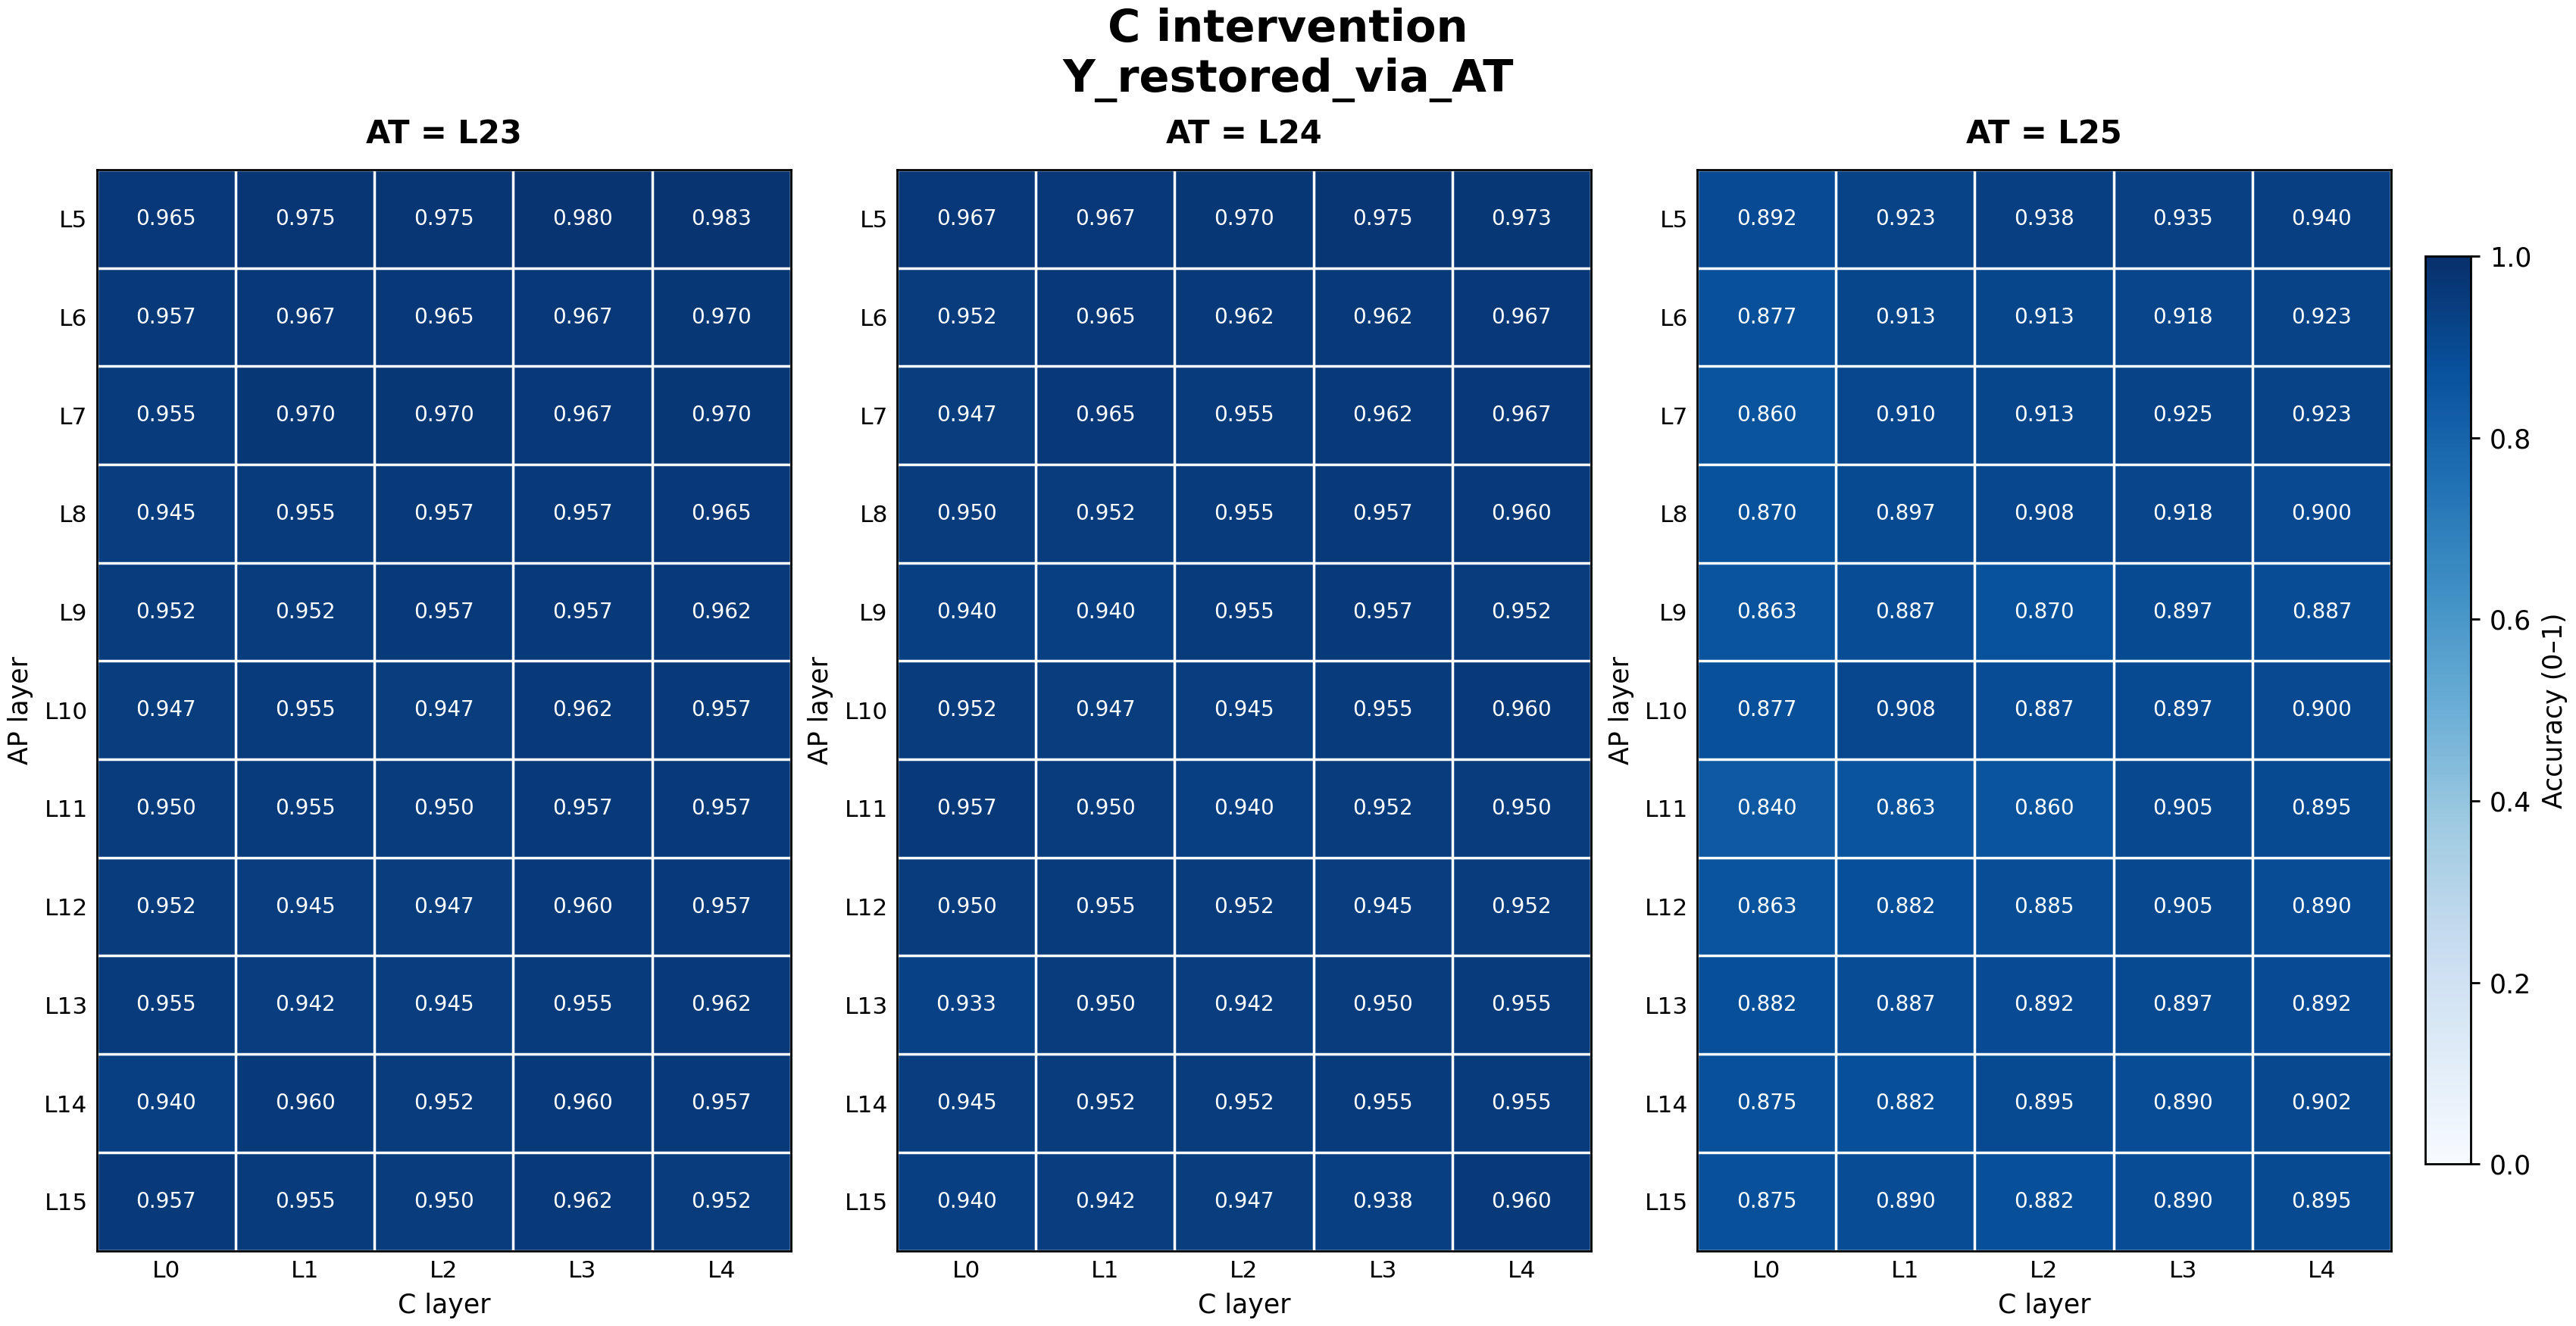 C intervention
Y_restored_via_AT
AT = L23
AP layer
L5 0.965 0.975 0.975 0.980 0.983
L6 0.957 0.967 0.965 0.967 0.970
L7 0.955 0.970 0.970 0.967 0.970
L8 0.945 0.955 0.957 0.957 0.965
L9 0.952 0.952 0.957 0.957 0.962
L10 0.947 0.955 0.947 0.962 0.957
L11 0.950 0.955 0.950 0.957 0.957
L12 0.952 0.945 0.947 0.960 0.957
L13 0.955 0.942 0.945 0.955 0.962
L14 0.940 0.960 0.952 0.960 0.957
L15 0.957 0.955 0.950 0.962 0.952
L0 L1 L2 L3 L4
C layer
AT = L24
AP layer
L5 0.967 0.967 0.970 0.975 0.973
L6 0.952 0.965 0.962 0.962 0.967
L7 0.947 0.965 0.955 0.962 0.967
L8 0.950 0.952 0.955 0.957 0.960
L9 0.940 0.940 0.955 0.957 0.952
L10 0.952 0.947 0.945 0.955 0.960
L11 0.957 0.950 0.940 0.952 0.950
L12 0.950 0.955 0.952 0.945 0.952
L13 0.933 0.950 0.942 0.950 0.955
L14 0.945 0.952 0.952 0.955 0.955
L15 0.940 0.942 0.947 0.938 0.960
L0 L1 L2 L3 L4
C layer
AT = L25
AP layer
L5 0.892 0.923 0.938 0.935 0.940
L6 0.877 0.913 0.913 0.918 0.923
L7 0.860 0.910 0.913 0.925 0.923
L8 0.870 0.897 0.908 0.918 0.900
L9 0.863 0.887 0.870 0.897 0.887
L10 0.877 0.908 0.887 0.897 0.900
L11 0.840 0.863 0.860 0.905 0.895
L12 0.863 0.882 0.885 0.905 0.890
L13 0.882 0.887 0.892 0.897 0.892
L14 0.875 0.882 0.895 0.890 0.902
L15 0.875 0.890 0.882 0.890 0.895
L0 L1 L2 L3 L4
C layer
1.0
0.8
0.6
0.4
0.2
0.0
Accuracy (0–1)